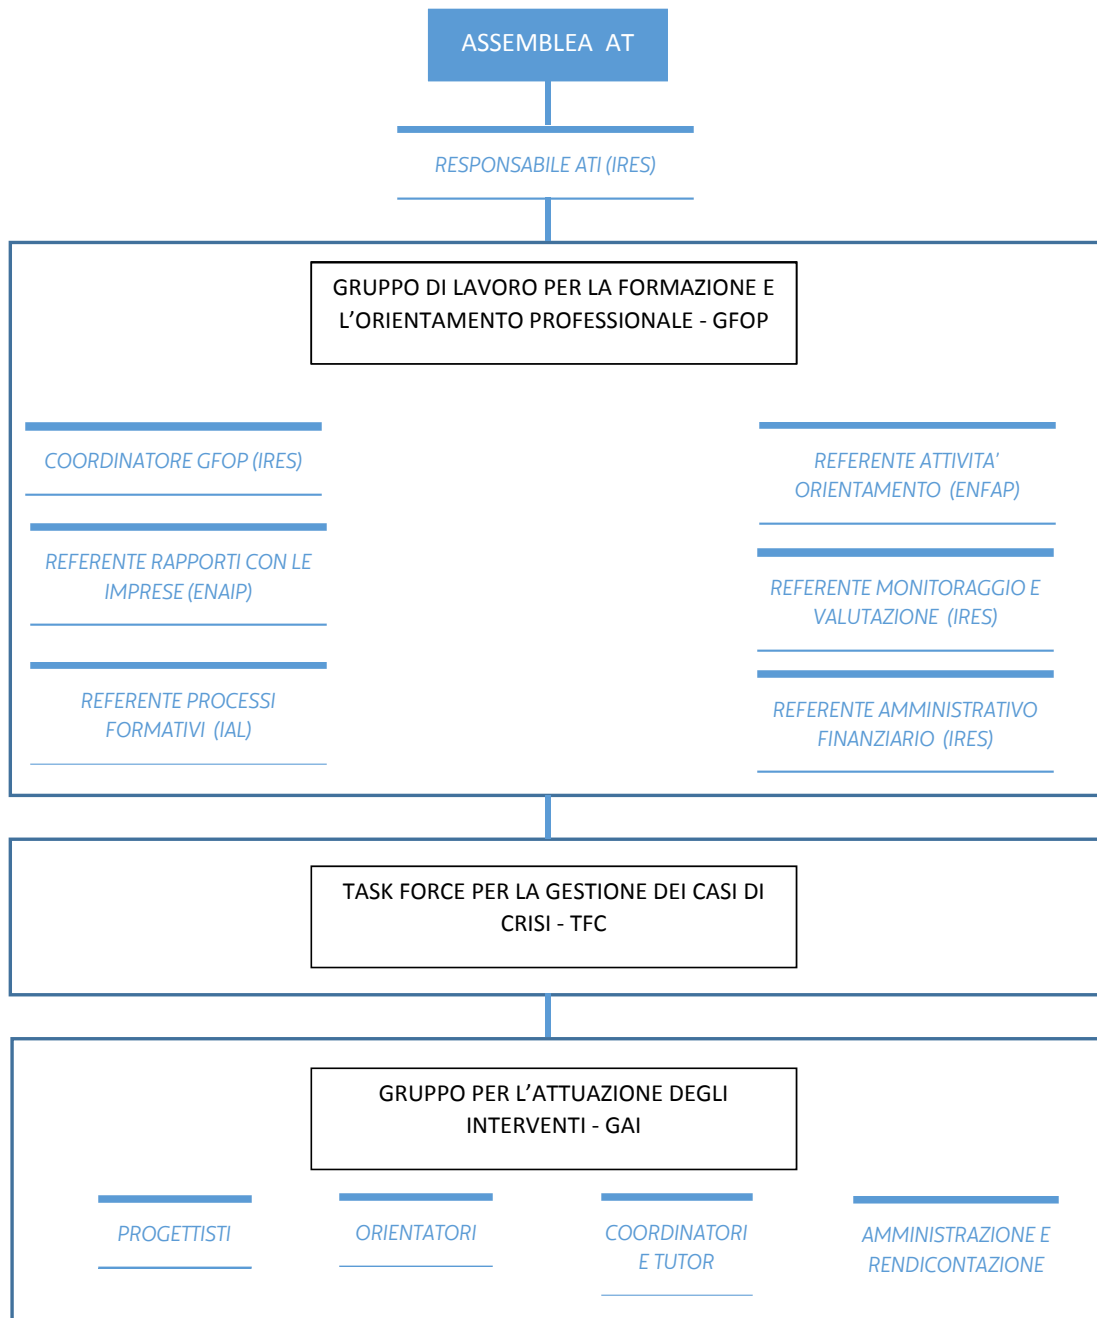 ASSEMBLEA AT
RESPONSABILE ATI (IRES)
GRUPPO DI LAVORO PER LA FORMAZIONE E
L’ORIENTAMENTO PROFESSIONALE - GFOP
COORDINATORE GFOP (IRES)
REFERENTE RAPPORTI CON LE
IMPRESE (ENAIP)
REFERENTE PROCESSI
FORMATIVI (IAL)
REFERENTE ATTIVITA’
ORIENTAMENTO (ENFAP)
REFERENTE MONITORAGGIO E
VALUTAZIONE (IRES)
REFERENTE AMMINISTRATIVO
FINANZIARIO (IRES)
TASK FORCE PER LA GESTIONE DEI CASI DI
CRISI - TFC
GRUPPO PER L’ATTUAZIONE DEGLI
INTERVENTI - GAI
PROGETTISTI
ORIENTATORI
COORDINATORI
E TUTOR
AMMINISTRAZIONE E
RENDICONTAZIONE